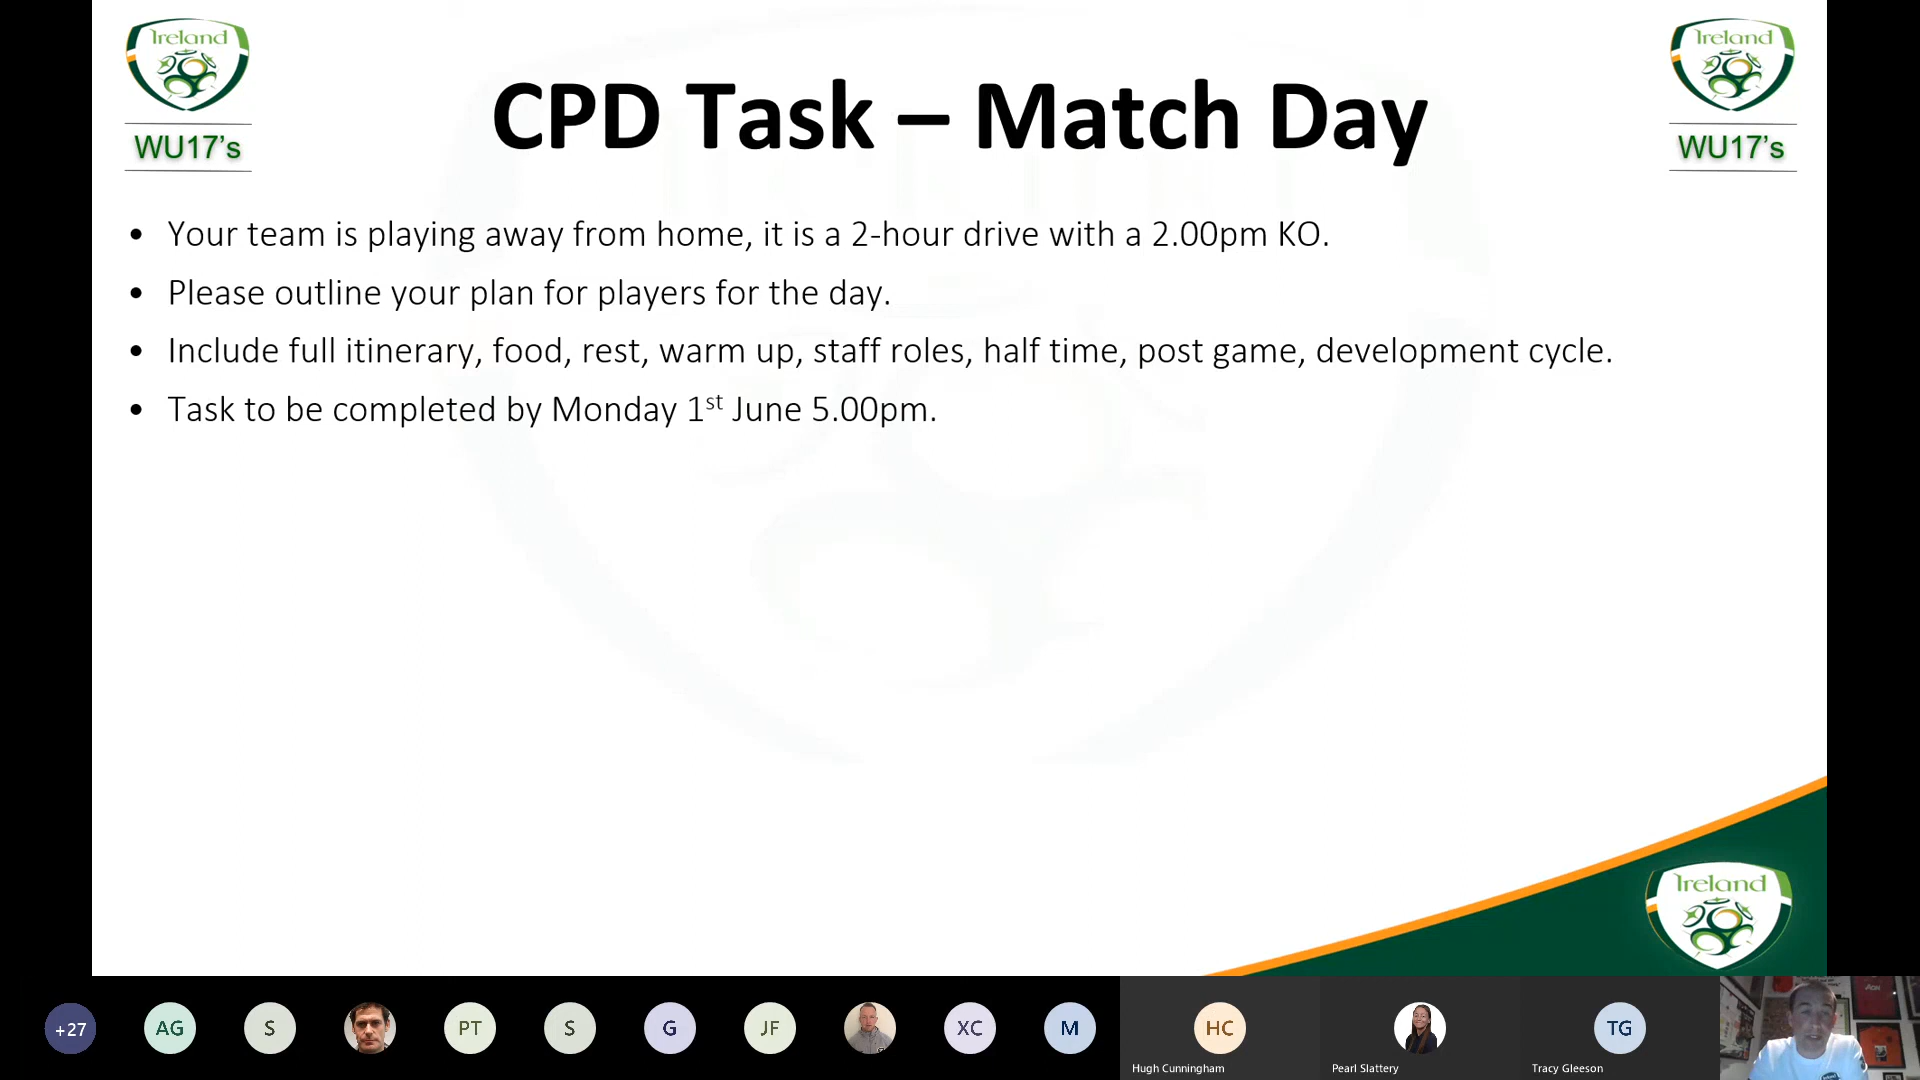 Ireland
Ireland
WU17's
WU17's
CPD Task – Match Day
• Your team is playing away from home, it is a 2-hour drive with a 2.00pm KO.
• Please outline your plan for players for the day.
• Include full itinerary, food, rest, warm up, staff roles, half time, post game, development cycle.
• Task to be completed by Monday 1st June 5.00pm.
Ireland
+27
AG
S
PT
S
G
JF
XC
M
HC
TG
Hugh Cunningham
Pearl Slattery
Tracy Gleeson